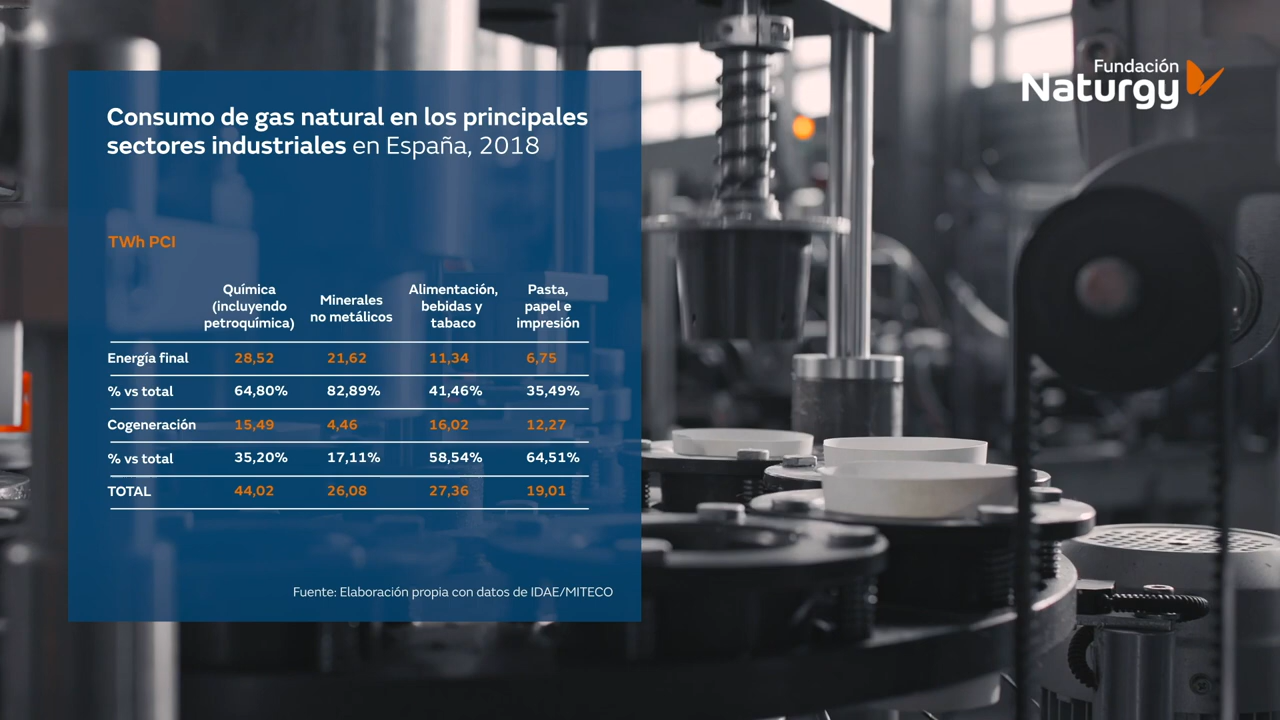 Fundación
Naturgy
Consumo de gas natural en los principales
sectores industriales en España, 2018
TWh PCI
Química (incluyendo petroquímica) Minerales no metálicos Alimentación, bebidas y tabaco Pasta, papel e impresión
Energía final 28,52 21,62 11,34 6,75
% vs total 64,80% 82,89% 41,46% 35,49%
Cogeneración 15,49 4,46 16,02 12,27
% vs total 35,20% 17,11% 58,54% 64,51%
TOTAL 44,02 26,08 27,36 19,01
Fuente: Elaboración propia con datos de IDAE/MITECO